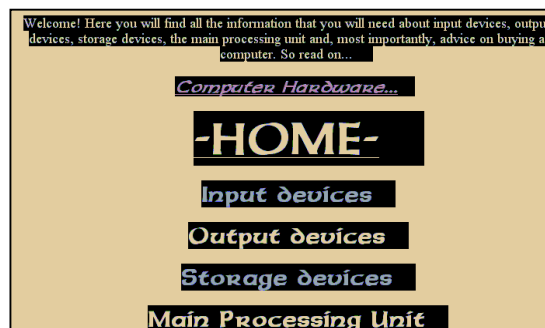 Welcome! Here you will find all the information that you will need about input devices, outpu
devices, storage devices, the main processing unit and, most importantly, advice on buying a
computer. So read on...
Computer Hardware...
-HOME-
Input devices
Output devices
Storage devices
Main Processing Unit